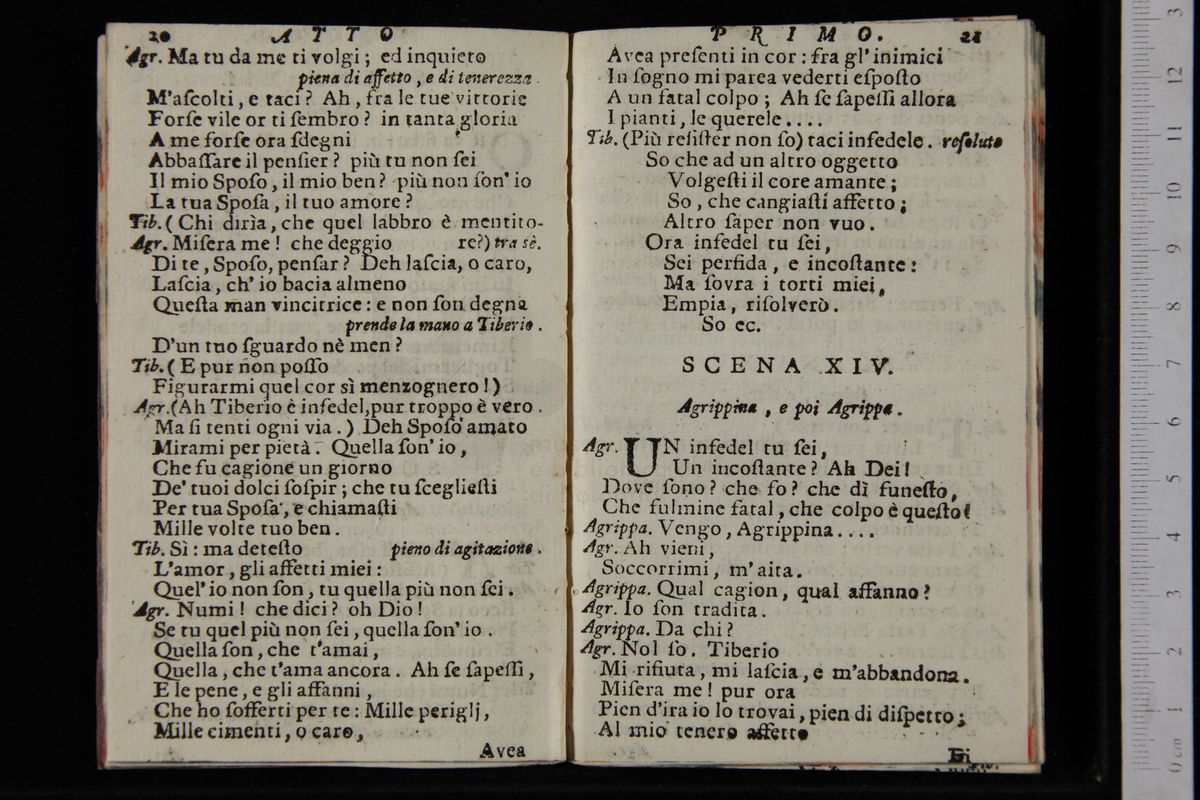 20 ATTO
Agr. Ma tu da me ti volgi ; ed inquieto
piena di affetto , e di tenerezza .
M'aſcolti, e taci? Ah, fra le tue vittorie
Forſe vile or ti ſembro? in tanta gloria
A me forſe ora ſdegni
Abbaſſare il penſier? più tu non ſei
Il mio Spoſo, il mio ben? più non ſon' io
La tua Spoſa, il tuo amore?
Tib. ( Chi dirìa, che quel labbro è mentito-
Agr. Miſera me! che deggio re?) tra sè.
Di te, Spoſo, penſar? Deh laſcia, o caro,
Laſcia, ch' io bacia almeno
Queſta man vincitrice : e non ſon degna
prende la mano a Tiberio .
D'un tuo ſguardo nè men?
Tib. ( E pur non poſſo
Figurarmi quel cor sì menzognero!)
Agr.(Ah Tiberio è infedel,pur troppo è vero .
Ma ſi tenti ogni via. ) Deh Spoſo amato
Mirami per pietà. Quella ſon' io ,
Che fu cagione un giorno
De' tuoi dolci ſoſpir ; che tu ſceglieſti
Per tua Spoſa, e chiamaſti
Mille volte tuo ben .
Tib. Sì : ma deteſto pieno di agitazione .
L'amor, gli affetti miei :
Quel' io non ſon, tu quella più non ſei .
Agr. Numi! che dici? oh Dio!
Se tu quel più non ſei, quella ſon' io .
Quella ſon, che t'amai,
Quella, che t'ama ancora. Ah ſe ſapeſſi,
E le pene, e gli affanni,
Che ho ſofferti per te : Mille periglj,
Mille cimenti, o caro,
Avea
PRIMO. 21
Avea preſenti in cor : fra gl' inimici
In ſogno mi parea vederti eſpoſto
A un fatal colpo ; Ah ſe ſapeſſi allora
I pianti, le querele....
Tib. (Più reſiſter non ſo) taci infedele. reſoluto
So che ad un altro oggetto
Volgeſti il core amante ;
So, che cangiaſti affetto ;
Altro ſaper non vuo.
Ora infedel tu ſei,
Sei perfida, e incoſtante:
Ma ſovra i torti miei,
Empia, riſolverò.
So ec.
SCENA XIV.
Agrippina , e poi Agrippa .
Agr. UN infedel tu ſei,
Un incoſtante? Ah Dei!
Dove ſono? che fo? che dì funeſto,
Che fulmine fatal, che colpo è queſto!
Agrippa. Vengo, Agrippina....
Agr. Ah vieni,
Soccorrimi, m'aita.
Agrippa. Qual cagion, qual affanno?
Agr. Io ſon tradita.
Agrippa. Da chi?
Agr. Nol ſo. Tiberio
Mi rifiuta, mi laſcia, e m'abbandona.
Miſera me! pur ora
Pien d'ira io lo trovai, pien di diſpetto ;
Al mio tenero affetto